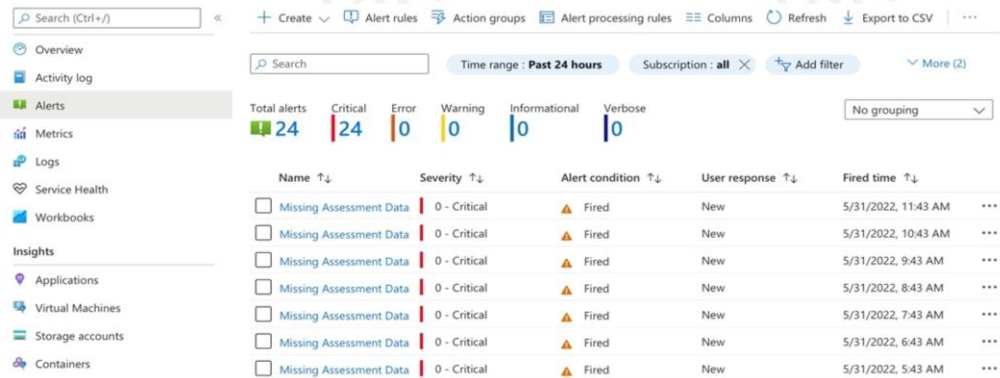 Search (Ctrl+/) «
Overview
Activity log
Alerts
Metrics
Logs
Service Health
Workbooks
Insights
Applications
Virtual Machines
Storage accounts
Containers
+ Create Alert rules Action groups Alert processing rules Columns Refresh Export to CSV ...
Search Time range : Past 24 hours Subscription : all Add filter More (2)
Total alerts Critical Error Warning Informational Verbose
24 24 0 0 0 0
No grouping
Name ↑↓ Severity ↑↓ Alert condition ↑↓ User response ↑↓ Fired time ↑↓
Missing Assessment Data 0 - Critical Fired New 5/31/2022, 11:43 AM ...
Missing Assessment Data 0 - Critical Fired New 5/31/2022, 10:43 AM ...
Missing Assessment Data 0 - Critical Fired New 5/31/2022, 9:43 AM ...
Missing Assessment Data 0 - Critical Fired New 5/31/2022, 8:43 AM ...
Missing Assessment Data 0 - Critical Fired New 5/31/2022, 7:43 AM ...
Missing Assessment Data 0 - Critical Fired New 5/31/2022, 6:43 AM ...
Missing Assessment Data 0 - Critical Fired New 5/31/2022, 5:43 AM ...